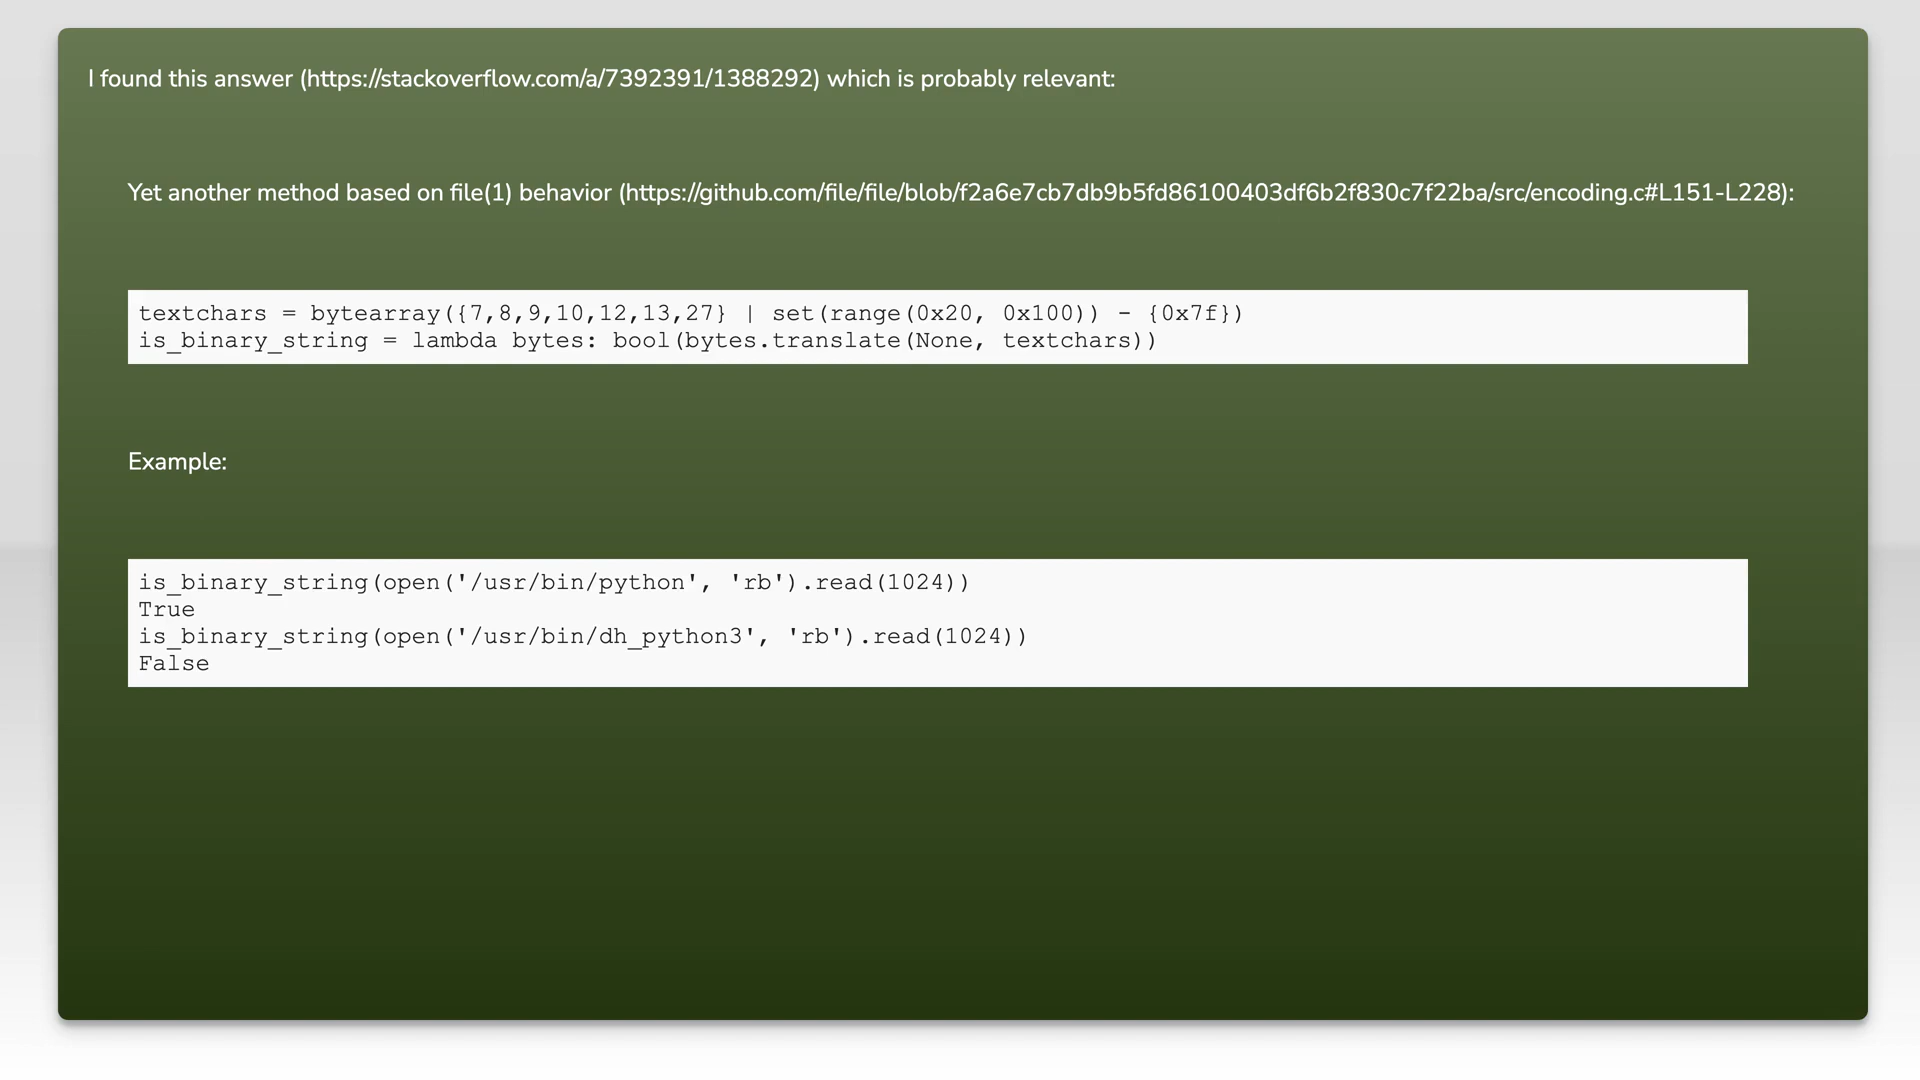 I found this answer (https://stackoverflow.com/a/7392391/1388292) which is probably relevant:
Yet another method based on file(1) behavior (https://github.com/file/file/blob/f2a6e7cb7db9b5fd86100403df6b2f830c7f22ba/src/encoding.c#L151-L228):
textchars = bytearray({7,8,9,10,12,13,27} | set(range(0x20, 0x100)) - {0x7f})
is_binary_string = lambda bytes: bool(bytes.translate(None, textchars))
Example:
is_binary_string(open('/usr/bin/python', 'rb').read(1024))
True
is_binary_string(open('/usr/bin/dh_python3', 'rb').read(1024))
False